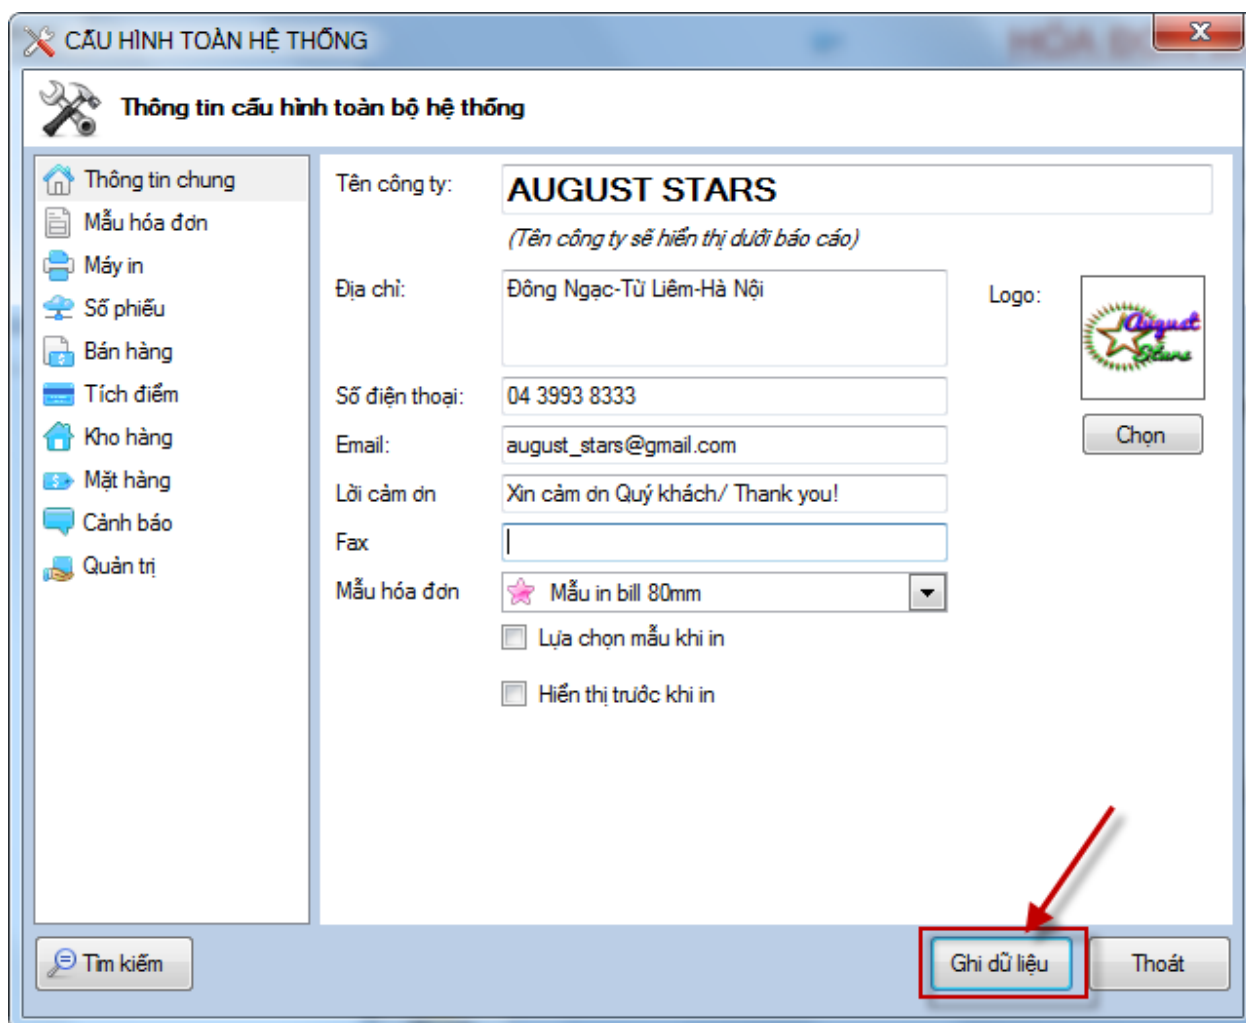 CẤU HÌNH TOÀN HỆ THỐNG
HÓA Đ
Thông tin cấu hình toàn bộ hệ thống
Thông tin chung
Mẫu hóa đơn
Máy in
Số phiếu
Bán hàng
Tích điểm
Kho hàng
Mặt hàng
Cảnh báo
Quản trị
Tên công ty:
AUGUST STARS
(Tên công ty sẽ hiển thị dưới báo cáo)
Địa chỉ:
Đông Ngạc-Từ Liêm-Hà Nội
Logo:
August
Stars
Số điện thoại:
04 3993 8333
Chọn
Email:
august_stars@gmail.com
Lời cảm ơn
Xin cảm ơn Quý khách/ Thank you!
Fax
Mẫu hóa đơn
Mẫu in bill 80mm
Lựa chọn mẫu khi in
Hiển thị trước khi in
Tìm kiếm
Ghi dữ liệu
Thoát